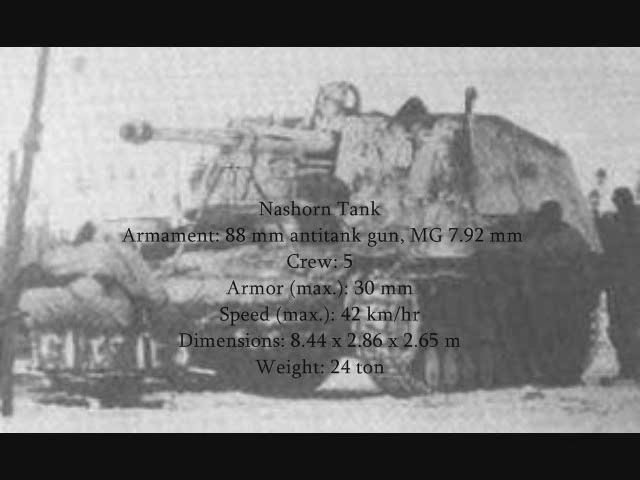 Nashorn Tank
Armament: 88 mm antitank gun, MG 7.92 mm
Crew: 5
Armor (max.): 30 mm
Speed (max.): 42 km/hr
Dimensions: 8.44 x 2.86 x 2.65 m
Weight: 24 ton